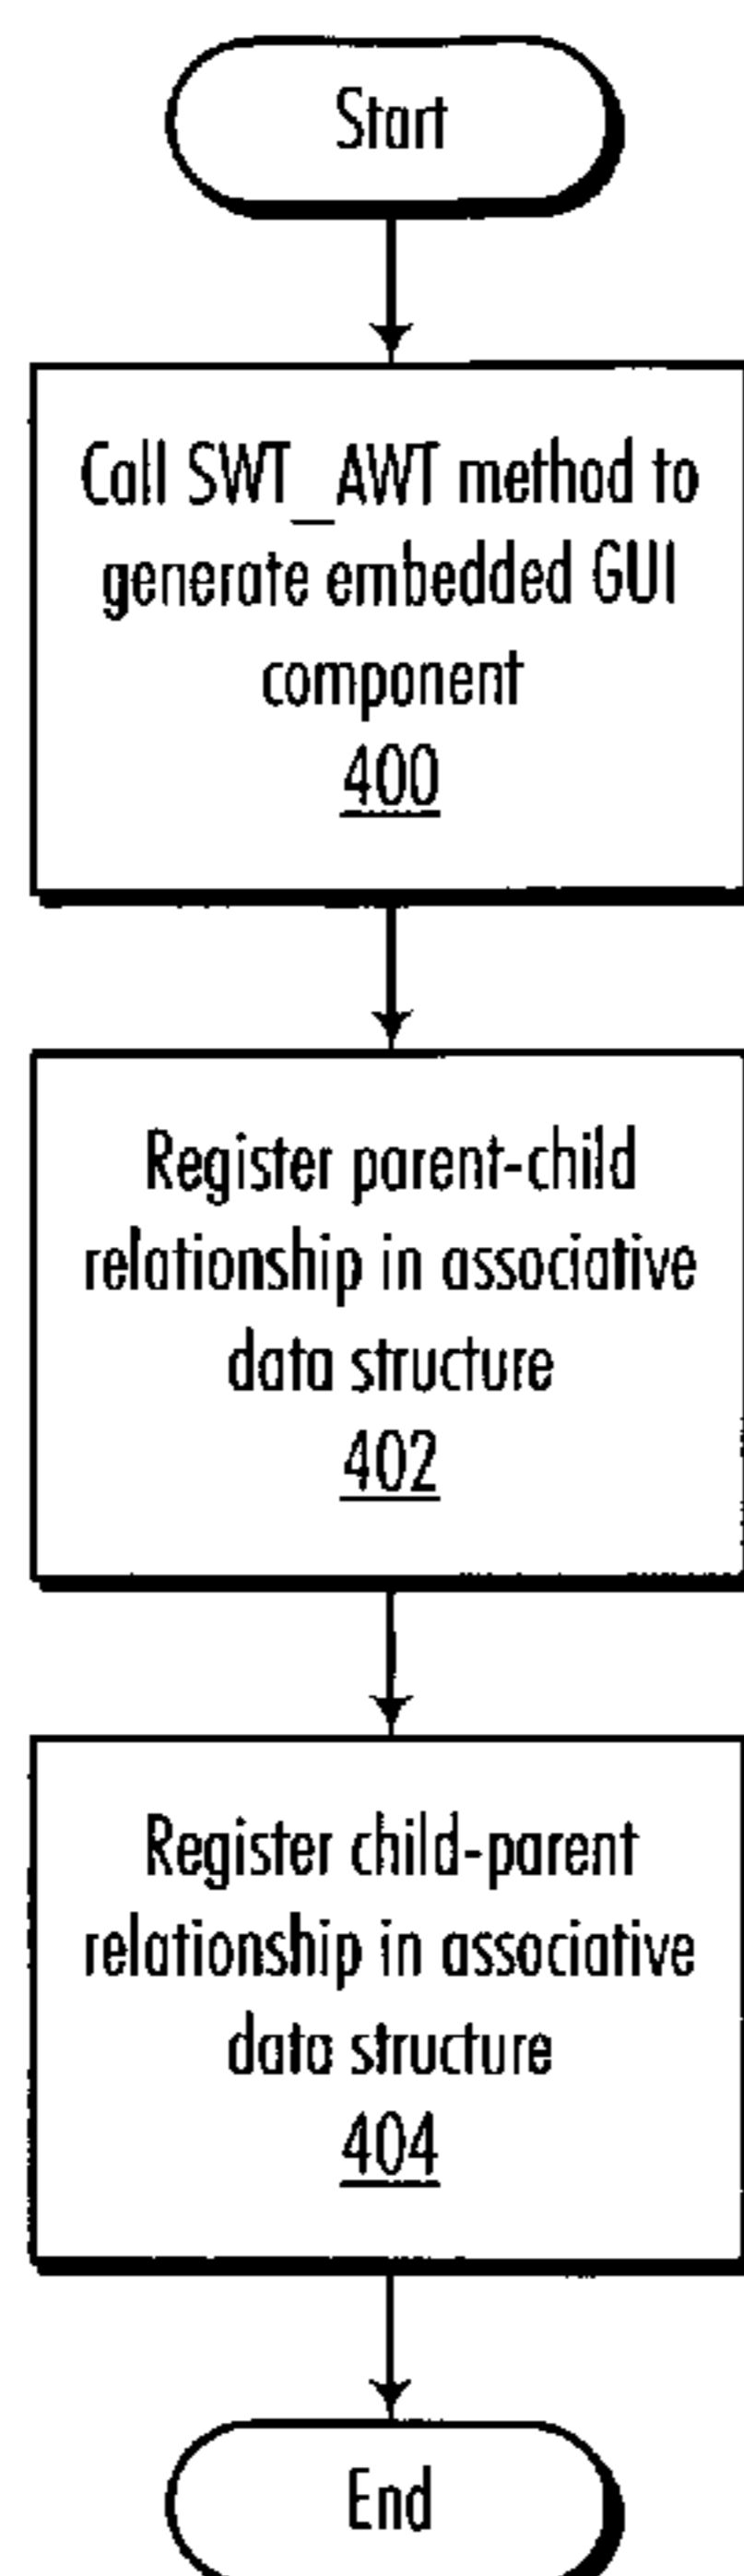 Start
Call SWT_AWT method to
generate embedded GUI
component
400
Register parent-child
relationship in associative
data structure
402
Register child-parent
relationship in associative
data structure
404
End